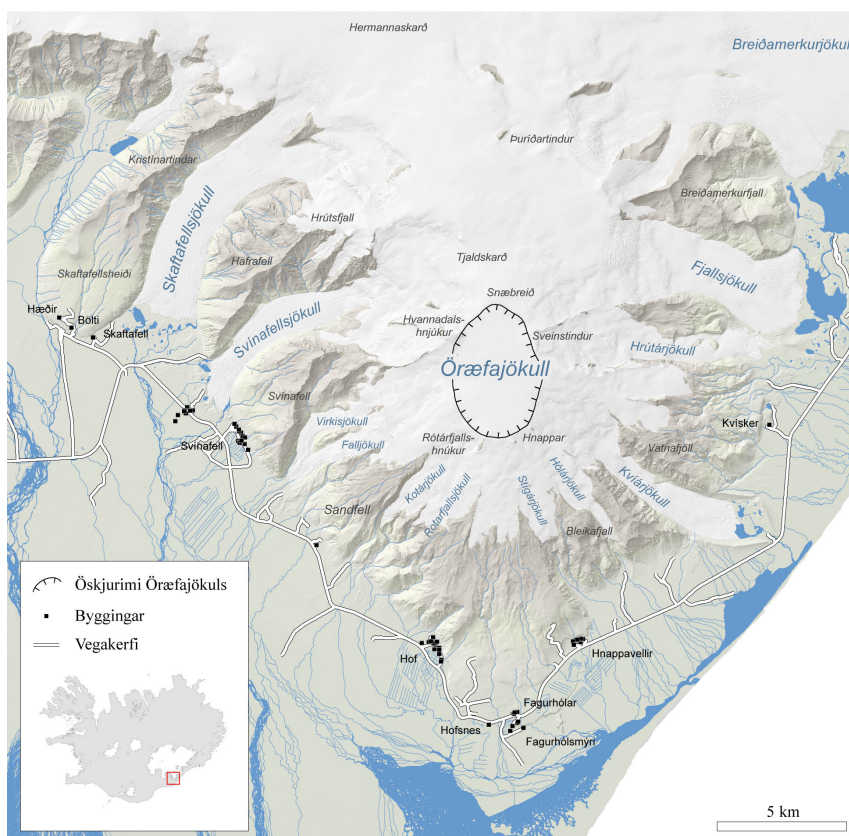 Hermannaskarð
Breiðamerkurjökull
Þuríðartindur
Kristínartindar
Breiðamerkurfjall
Hrútsfjall
Skaftafellsjökull
Hafrafell
Tjaldskarð
Skaftafellsheiði
Fjallsjökull
Snæbreið
Hæðir
Bölti
Skaftafell
Svínafellsjökull
Hvannadals-
hnjúkur
Sveinstindur
Hrútárjökull
Öræfajökull
Svínafell
Virkisjökull
Falljökull
Svínafell
Rótárfjalls-
hnúkur
Hnappar
Vatnafjöll
Kvísker
Kotárjökull
Rótarfjallsjökull
Stigárjökull
Hólárjökull
Kvíárjökull
Sandfell
Bleikafjall
Hof
Hnappavellir
Fagurhólar
Hofsnes
Fagurhólsmýri
Öskjurimi Öræfajökuls
Byggingar
Vegakerfi
5 km